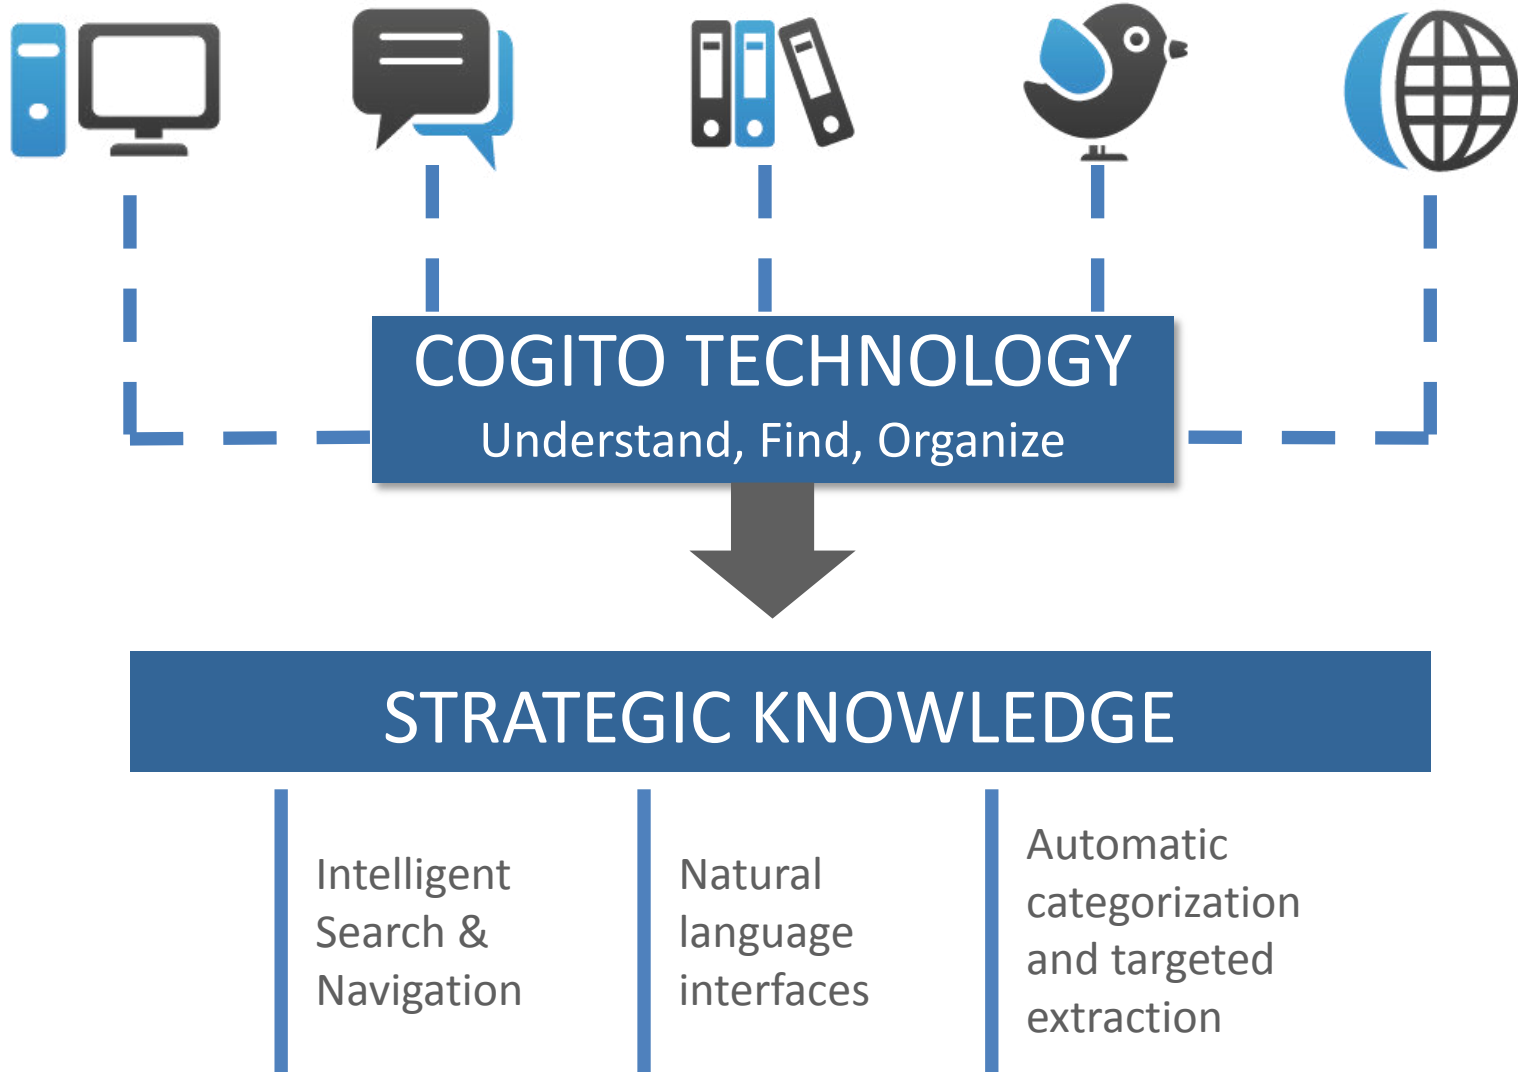 COGITO TECHNOLOGY
Understand, Find, Organize
STRATEGIC KNOWLEDGE
Intelligent
Search &
Navigation
Natural
language
interfaces
Automatic
categorization
and targeted
extraction